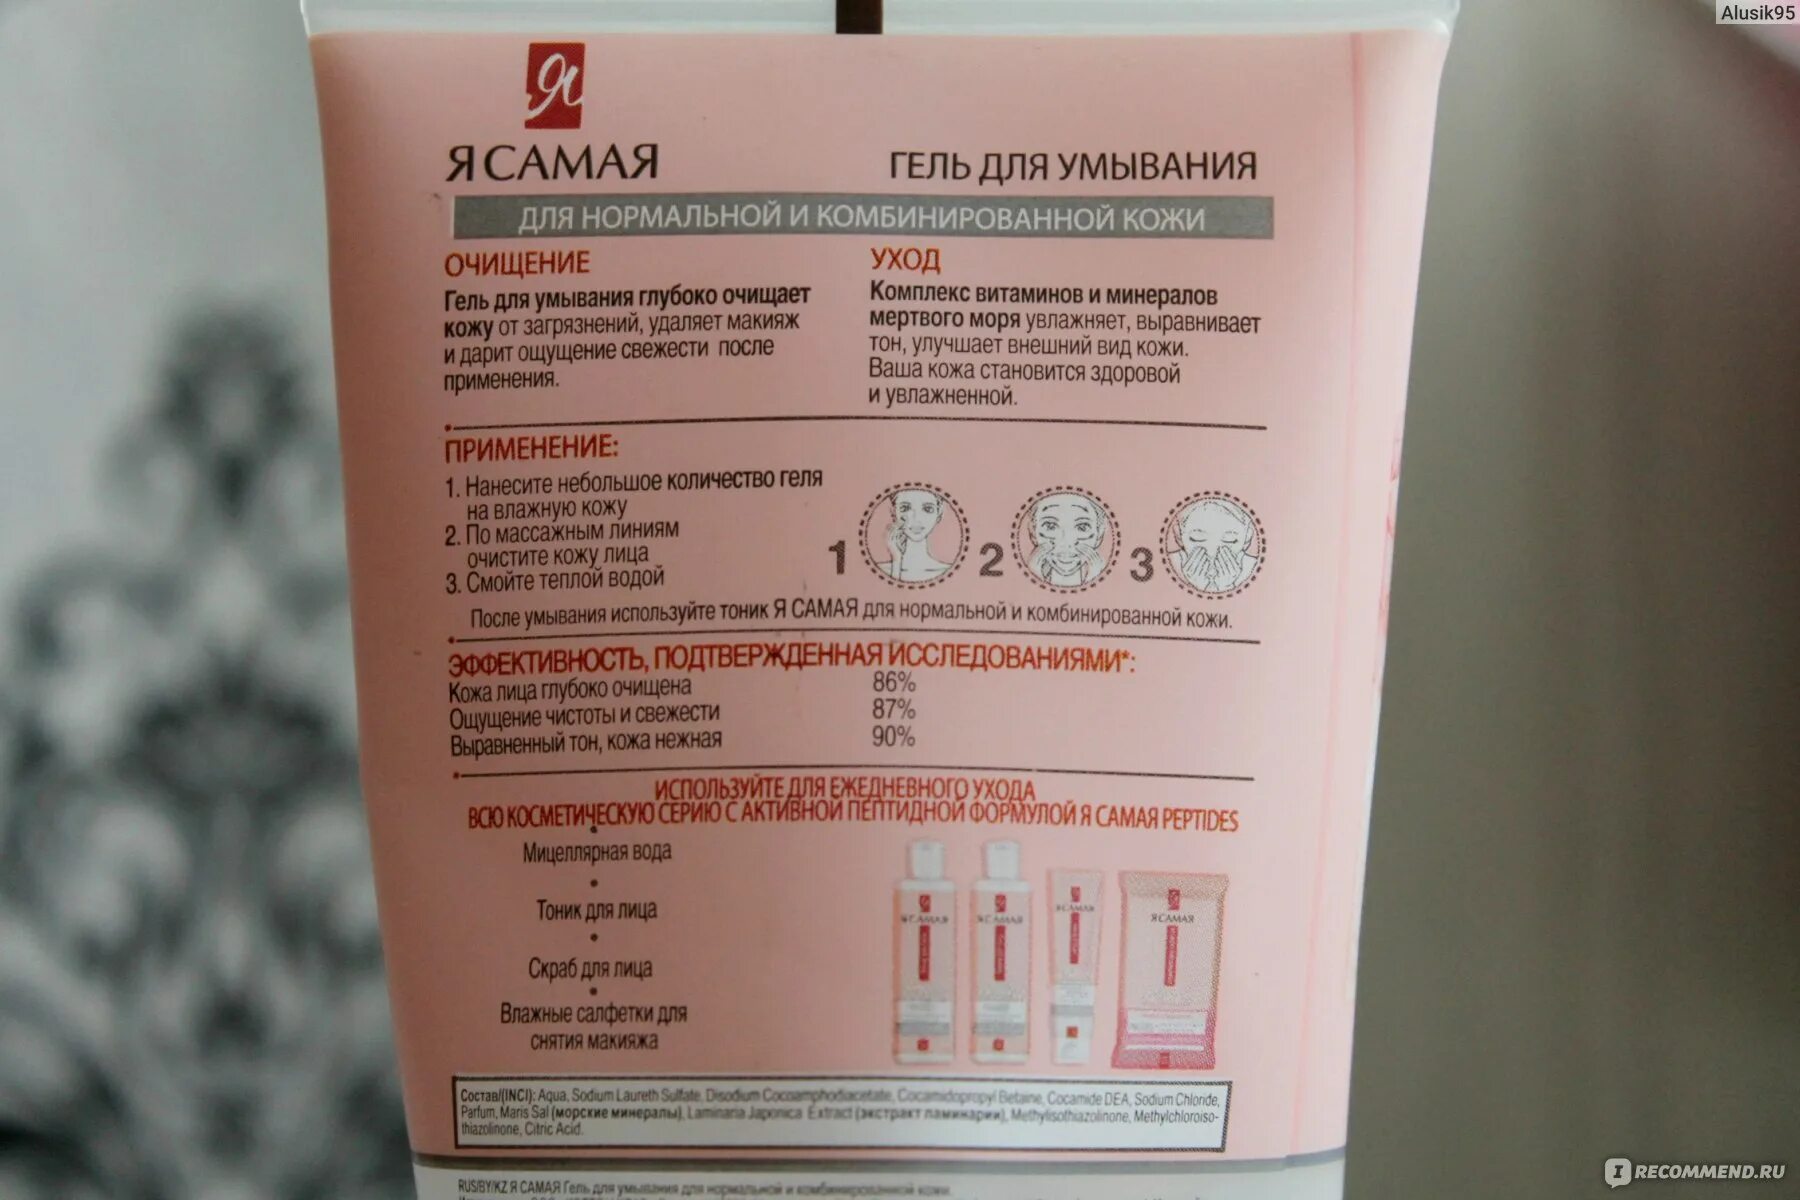 Alusik95
Я
Я САМАЯ
ГЕЛЬ ДЛЯ УМЫВАНИЯ
ДЛЯ НОРМАЛЬНОЙ И КОМБИНИРОВАННОЙ КОЖИ
ОЧИЩЕНИЕ
Гель для умывания глубоко очищает
кожу от загрязнений, удаляет макияж
и дарит ощущение свежести после
применения.
УХОД
Комплекс витаминов и минералов
мертвого моря увлажняет, выравнивает
тон, улучшает внешний вид кожи.
Ваша кожа становится здоровой
и увлажненной.
ПРИМЕНЕНИЕ:
1. Нанесите небольшое количество геля
на влажную кожу
2. По массажным линиям
очистите кожу лица
3. Смойте теплой водой
1 2 3
После умывания используйте тоник Я САМАЯ для нормальной и комбинированной кожи.
ЭФФЕКТИВНОСТЬ, ПОДТВЕРЖДЕННАЯ ИССЛЕДОВАНИЯМИ*:
Кожа лица глубоко очищена 86%
Ощущение чистоты и свежести 87%
Выравненный тон, кожа нежная 90%
ИСПОЛЬЗУЙТЕ ДЛЯ ЕЖЕДНЕВНОГО УХОДА
ВСЮ КОСМЕТИЧЕСКУЮ СЕРИЮ С АКТИВНОЙ ПЕПТИДНОЙ ФОРМУЛОЙ Я САМАЯ PEPTIDES
Мицеллярная вода
Тоник для лица
Скраб для лица
Влажные салфетки для
снятия макияжа
Я САМАЯ
Я САМАЯ
Я САМАЯ
Я САМАЯ
Состав/(INCI): Aqua, Sodium Laureth Sulfate, Disodium Cocoamphodiacetate, Cocamidopropyl Betaine, Cocamide DEA, Sodium Chloride,
Parfum, Maris Sal (морские минералы), Laminaria Japonica Extract (экстракт ламинарии), Methylisothiazolinone, Methylchloroiso-
thiazolinone, Citric Acid.
RUS/BY/KZ Я САМАЯ Гель для умывания для нормальной и комбинированной кожи
IRECOMMEND.RU